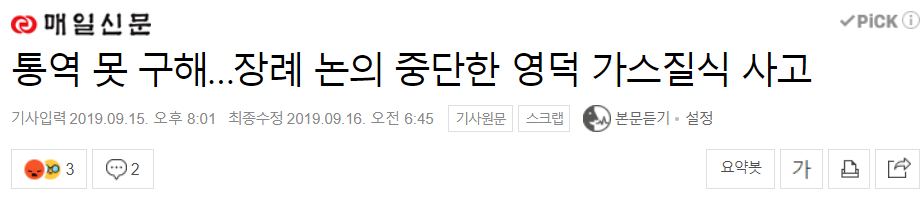 매일신문
PiCK
통역 못 구해...장례 논의 중단한 영덕 가스질식 사고
기사입력 2019.09.15. 오후 8:01 최종수정 2019.09.16. 오전 6:45 기사원문 스크랩 본문듣기 · 설정
3 2 요약봇 가